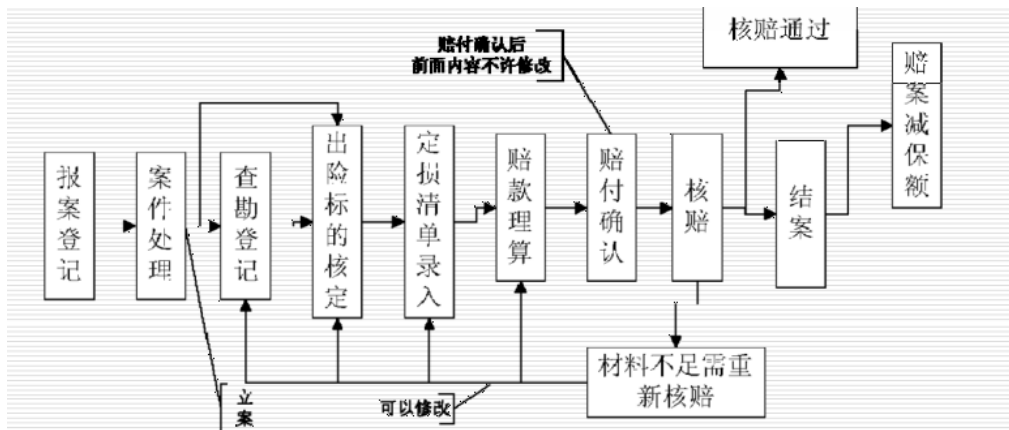 核赔通过
赔付确认后
前面内容不许修改
赔案减保额
报案登记
案件处理
查勘登记
出险标的核定
定损清单录入
赔款理算
赔付确认
核赔
结案
材料不足需重
新核赔
立案
可以修改